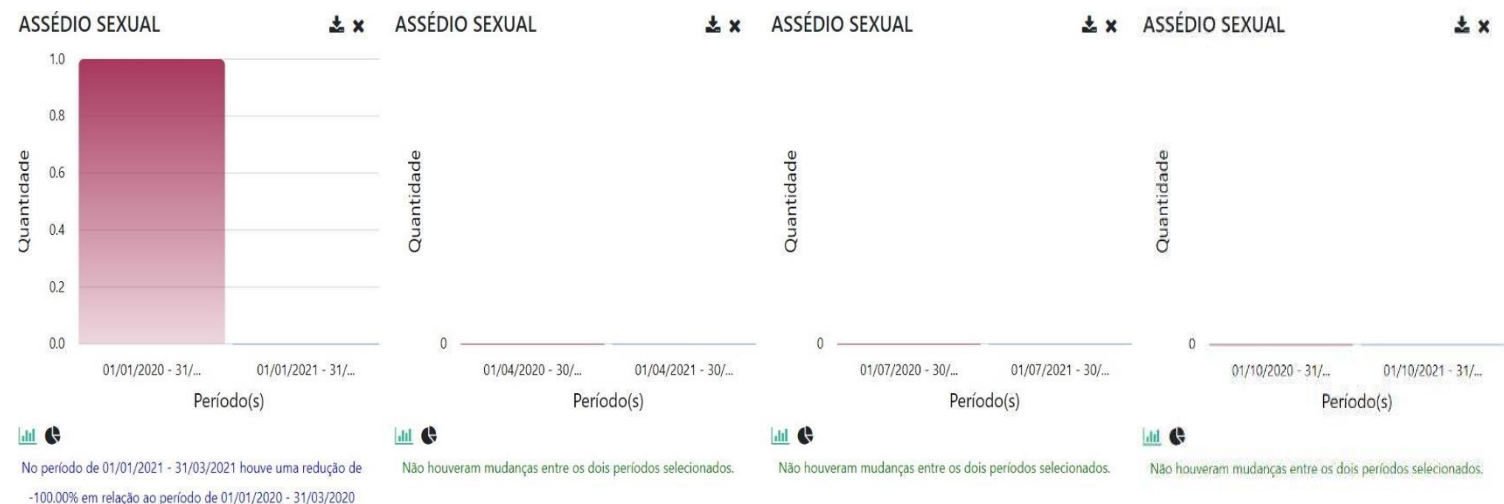 ASSÉDIO SEXUAL
1.0
0.8
0.6
0.4
0.2
0.0
Quantidade
01/01/2020 - 31/...
01/01/2021 - 31/...
Período(s)
No período de 01/01/2021 - 31/03/2021 houve uma redução de
-100.00% em relação ao período de 01/01/2020 - 31/03/2020
ASSÉDIO SEXUAL
Quantidade
0
01/04/2020 - 30/...
01/04/2021 - 30/...
Período(s)
Não houveram mudanças entre os dois períodos selecionados.
ASSÉDIO SEXUAL
Quantidade
0
01/07/2020 - 30/...
01/07/2021 - 30/...
Período(s)
Não houveram mudanças entre os dois períodos selecionados.
ASSÉDIO SEXUAL
Quantidade
0
01/10/2020 - 31/...
01/10/2021 - 31/...
Período(s)
Não houveram mudanças entre os dois períodos selecionados.